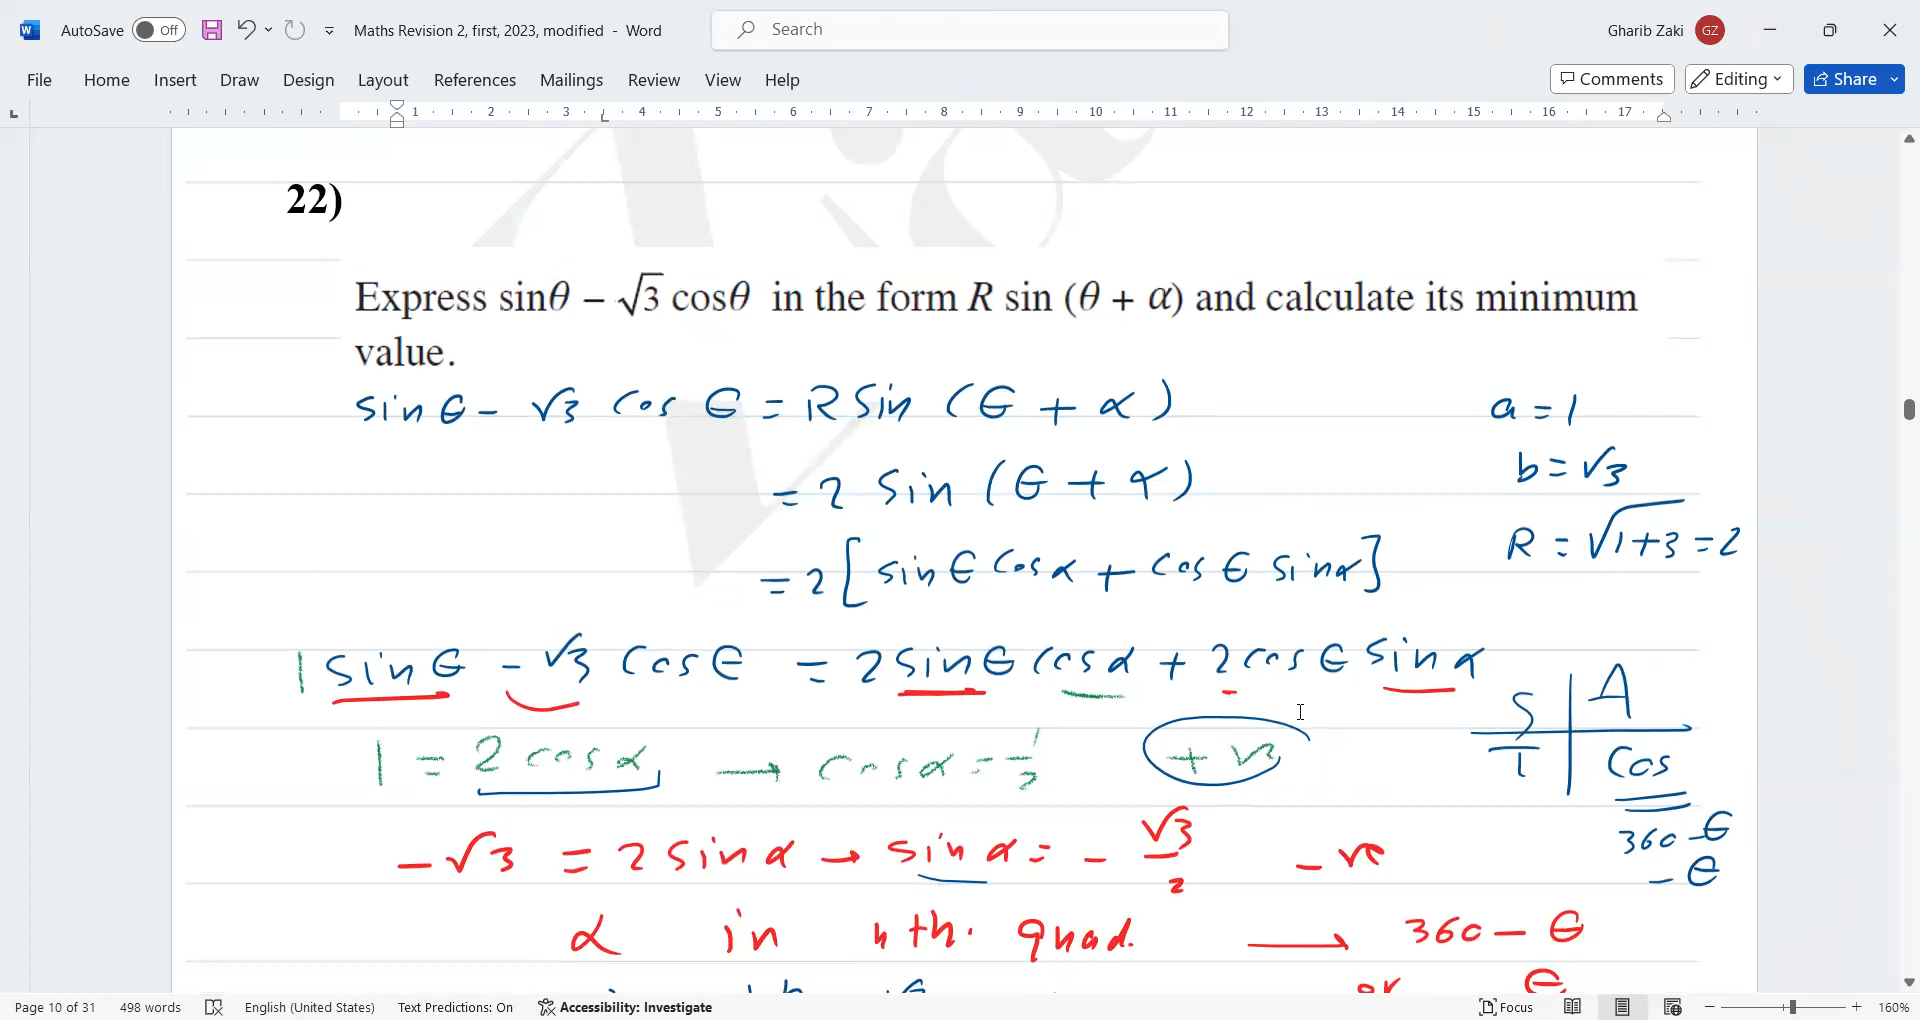 AutoSave Off Maths Revision 2, first, 2023, modified - Word Search Gharib Zaki GZ
File Home Insert Draw Design Layout References Mailings Review View Help Comments Editing Share
1 2 3 4 5 6 7 8 9 10 11 12 13 14 15 16 17
22)
Express sinθ – √3 cosθ in the form R sin (θ + α) and calculate its minimum
value.
sin θ - √3 cos θ = R sin (θ + α)
a = 1
= 2 sin (θ + α)
b = √3
R = √1+3 = 2
= 2 [sin θ cos α + cos θ sin α]
1 sin θ - √3 cos θ = 2 sin θ cos α + 2 cos θ sin α
S A
T Cos
1 = 2 cos α → cos α = 1/2 + ve
360 - θ
- θ
- √3 = 2 sin α → sin α = - √3/2 - ve
α in 4th. quad. → 360 - θ
or θ
Page 10 of 31 498 words English (United States) Text Predictions: On Accessibility: Investigate Focus 160%